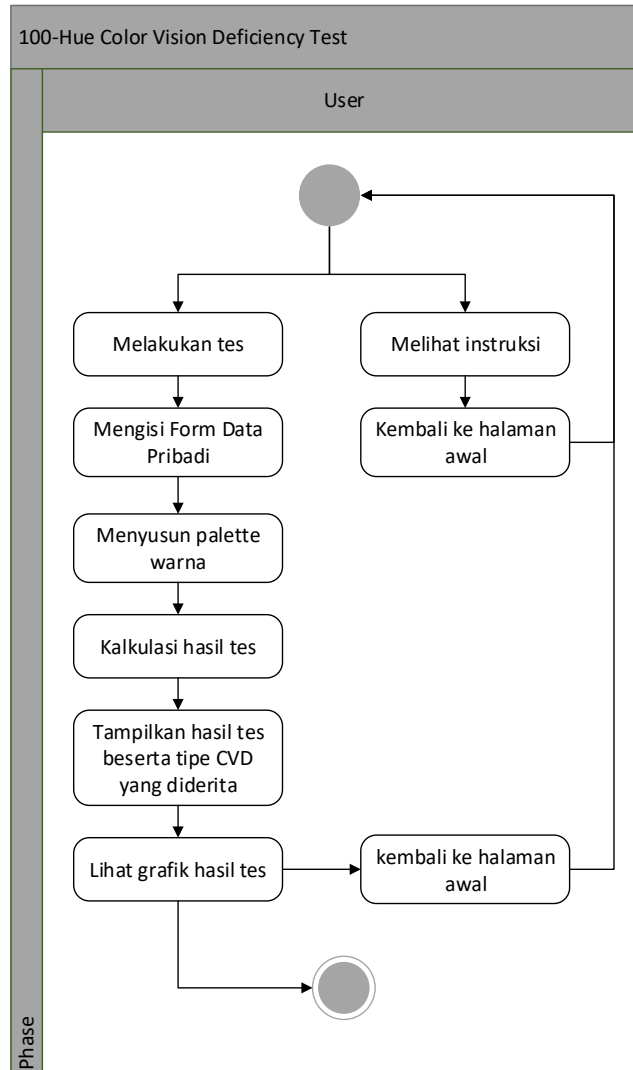 100-Hue Color Vision Deficiency Test
User
Melakukan tes
Melihat instruksi
Mengisi Form Data
Pribadi
Kembali ke halaman
awal
Menyusun palette
warna
Kalkulasi hasil tes
Tampilkan hasil tes
beserta tipe CVD
yang diderita
Lihat grafik hasil tes
kembali ke halaman
awal
Phase